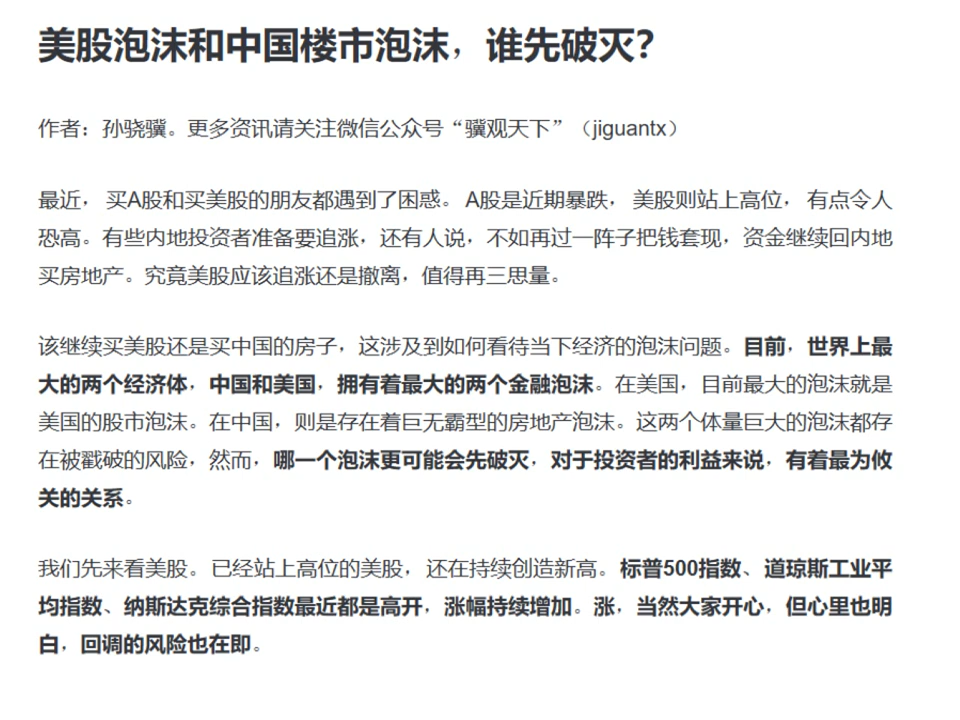 美股泡沫和中国楼市泡沫，谁先破灭？
作者：孙骁骥。更多资讯请关注微信公众号“骥观天下”（jiguantx）
最近， 买A股和买美股的朋友都遇到了困惑。 A股是近期暴跌， 美股则站上高位， 有点令人
恐高。有些内地投资者准备要追涨，还有人说，不如再过一阵子把钱套现，资金继续回内地
买房地产。究竟美股应该追涨还是撤离，值得再三思量。
该继续买美股还是买中国的房子，这涉及到如何看待当下经济的泡沫问题。目前，世界上最
大的两个经济体，中国和美国，拥有着最大的两个金融泡沫。在美国，目前最大的泡沫就是
美国的股市泡沫。在中国，则是存在着巨无霸型的房地产泡沫。这两个体量巨大的泡沫都存
在被戳破的风险，然而，哪一个泡沫更可能会先破灭，对于投资者的利益来说，有着最为攸
关的关系。
我们先来看美股。已经站上高位的美股，还在持续创造新高。标普500指数、道琼斯工业平
均指数、纳斯达克综合指数最近都是高开，涨幅持续增加。涨，当然大家开心，但心里也明
白，回调的风险也在即。